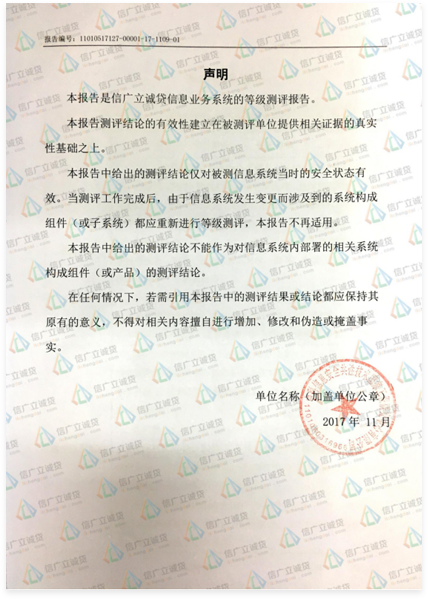 报告编号：11010517127-00001-17-1109-01
声明
本报告是信广立诚贷信息业务系统的等级测评报告。
本报告测评结论的有效性建立在被测评单位提供相关证据的真实
性基础之上。
本报告中给出的测评结论仅对被测信息系统当时的安全状态有
效。当测评工作完成后，由于信息系统发生变更而涉及到的系统构成
组件（或子系统）都应重新进行等级测评，本报告不再适用。
本报告中给出的测评结论不能作为对信息系统内部署的相关系统
构成组件（或产品）的测评结论。
在任何情况下，若需引用本报告中的测评结果或结论都应保持其
原有的意义，不得对相关内容擅自进行增加、修改和伪造或掩盖事
实。
单位名称（加盖单位公章）
2017 年 11 月
信广立诚贷